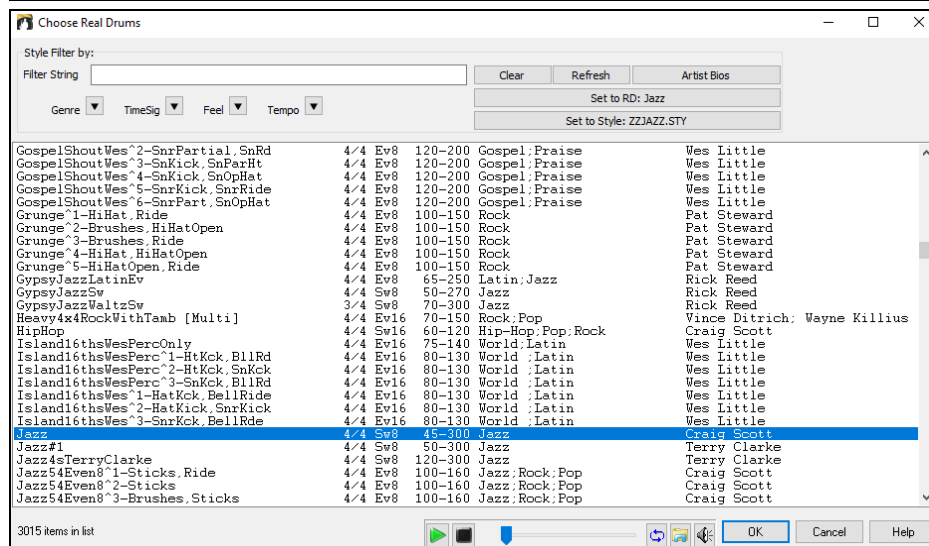 Choose Real Drums
Style Filter by:
Filter String
Clear Refresh Artist Bios
Genre TimeSig Feel Tempo
Set to RD: Jazz
Set to Style: ZZJAZZ.STY
GospelShoutWes^2-SnrPartial,SnRd 4/4 Ev8 120-200 Gospel;Praise Wes Little
GospelShoutWes^3-SnKick,SnParHt 4/4 Ev8 120-200 Gospel;Praise Wes Little
GospelShoutWes^4-SnKick,SnOpHat 4/4 Ev8 120-200 Gospel;Praise Wes Little
GospelShoutWes^5-SnrKick,SnrRide 4/4 Ev8 120-200 Gospel;Praise Wes Little
GospelShoutWes^6-SnrPart,SnOpHat 4/4 Ev8 120-200 Gospel;Praise Wes Little
Grunge^1-HiHat,Ride 4/4 Ev8 100-150 Rock Pat Steward
Grunge^2-Brushes,HiHatOpen 4/4 Ev8 100-150 Rock Pat Steward
Grunge^3-Brushes,Ride 4/4 Ev8 100-150 Rock Pat Steward
Grunge^4-HiHat,HiHatOpen 4/4 Ev8 100-150 Rock Pat Steward
Grunge^5-HiHatOpen,Ride 4/4 Ev8 100-150 Rock Pat Steward
GypsyJazzLatinEv 4/4 Ev8 65-250 Latin;Jazz Rick Reed
GypsyJazzSw 4/4 Sw8 50-270 Jazz Rick Reed
GypsyJazzWaltzSw 3/4 Sw8 70-300 Jazz Rick Reed
Heavy4x4RockWithTamb [Multi] 4/4 Ev16 70-150 Rock;Pop Vince Ditrich; Wayne Killius
HipHop 4/4 Sw16 60-120 Hip-Hop;Pop;Rock Craig Scott
Island16thsWesPercOnly 4/4 Ev16 75-140 World;Latin Wes Little
Island16thsWesPerc^1-HtKck,BllRd 4/4 Ev16 80-130 World ;Latin Wes Little
Island16thsWesPerc^2-HtKck,SnKck 4/4 Ev16 80-130 World ;Latin Wes Little
Island16thsWesPerc^3-SnKck,BllRd 4/4 Ev16 80-130 World ;Latin Wes Little
Island16thsWes^1-HatKck,BellRide 4/4 Ev16 80-130 World ;Latin Wes Little
Island16thsWes^2-HatKick,SnrKick 4/4 Ev16 80-130 World ;Latin Wes Little
Island16thsWes^3-SnrKck,BellRde 4/4 Ev16 80-130 World ;Latin Wes Little
Jazz 4/4 Sw8 45-300 Jazz Craig Scott
Jazz#1 4/4 Sw8 50-300 Jazz Terry Clarke
Jazz4sTerryClarke 4/4 Sw8 120-300 Jazz Terry Clarke
Jazz54Even8^1-Sticks,Ride 4/4 Ev8 100-160 Jazz;Rock;Pop Craig Scott
Jazz54Even8^2-Sticks 4/4 Ev8 100-160 Jazz;Rock;Pop Craig Scott
Jazz54Even8^3-Brushes,Sticks 4/4 Ev8 100-160 Jazz;Rock;Pop Craig Scott
3015 items in list
OK Cancel Help